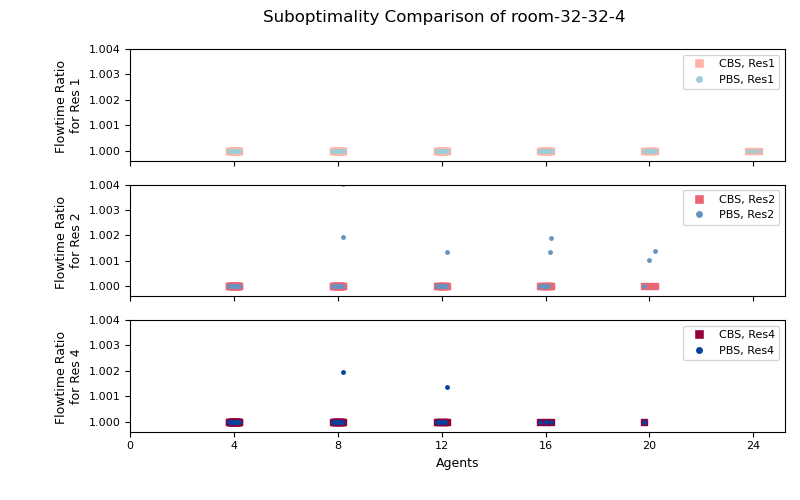 Suboptimality Comparison of room-32-32-4
Flowtime Ratio
for Res 1
1.004
1.003
1.002
1.001
1.000
CBS, Res1
PBS, Res1
Flowtime Ratio
for Res 2
1.004
1.003
1.002
1.001
1.000
CBS, Res2
PBS, Res2
Flowtime Ratio
for Res 4
1.004
1.003
1.002
1.001
1.000
CBS, Res4
PBS, Res4
0 4 8 12 16 20 24
Agents